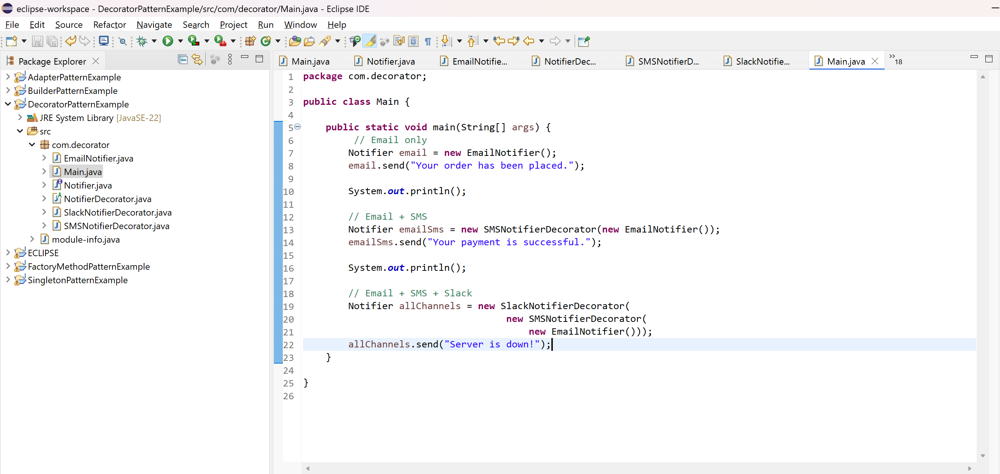 eclipse-workspace - DecoratorPatternExample/src/com/decorator/Main.java - Eclipse IDE
File Edit Source Refactor Navigate Search Project Run Window Help
Package Explorer
AdapterPatternExample
BuilderPatternExample
DecoratorPatternExample
JRE System Library [JavaSE-22]
src
com.decorator
EmailNotifier.java
Main.java
Notifier.java
NotifierDecorator.java
SlackNotifierDecorator.java
SMSNotifierDecorator.java
module-info.java
ECLIPSE
FactoryMethodPatternExample
SingletonPatternExample
Main.java Notifier.java EmailNotifie... NotifierDec... SMSNotifierD... SlackNotifie... Main.java »18
1 package com.decorator;
2
3 public class Main {
4
5 public static void main(String[] args) {
6 // Email only
7 Notifier email = new EmailNotifier();
8 email.send("Your order has been placed.");
9
10 System.out.println();
11
12 // Email + SMS
13 Notifier emailSms = new SMSNotifierDecorator(new EmailNotifier());
14 emailSms.send("Your payment is successful.");
15
16 System.out.println();
17
18 // Email + SMS + Slack
19 Notifier allChannels = new SlackNotifierDecorator(
20 new SMSNotifierDecorator(
21 new EmailNotifier()));
22 allChannels.send("Server is down!");
23 }
24
25 }
26